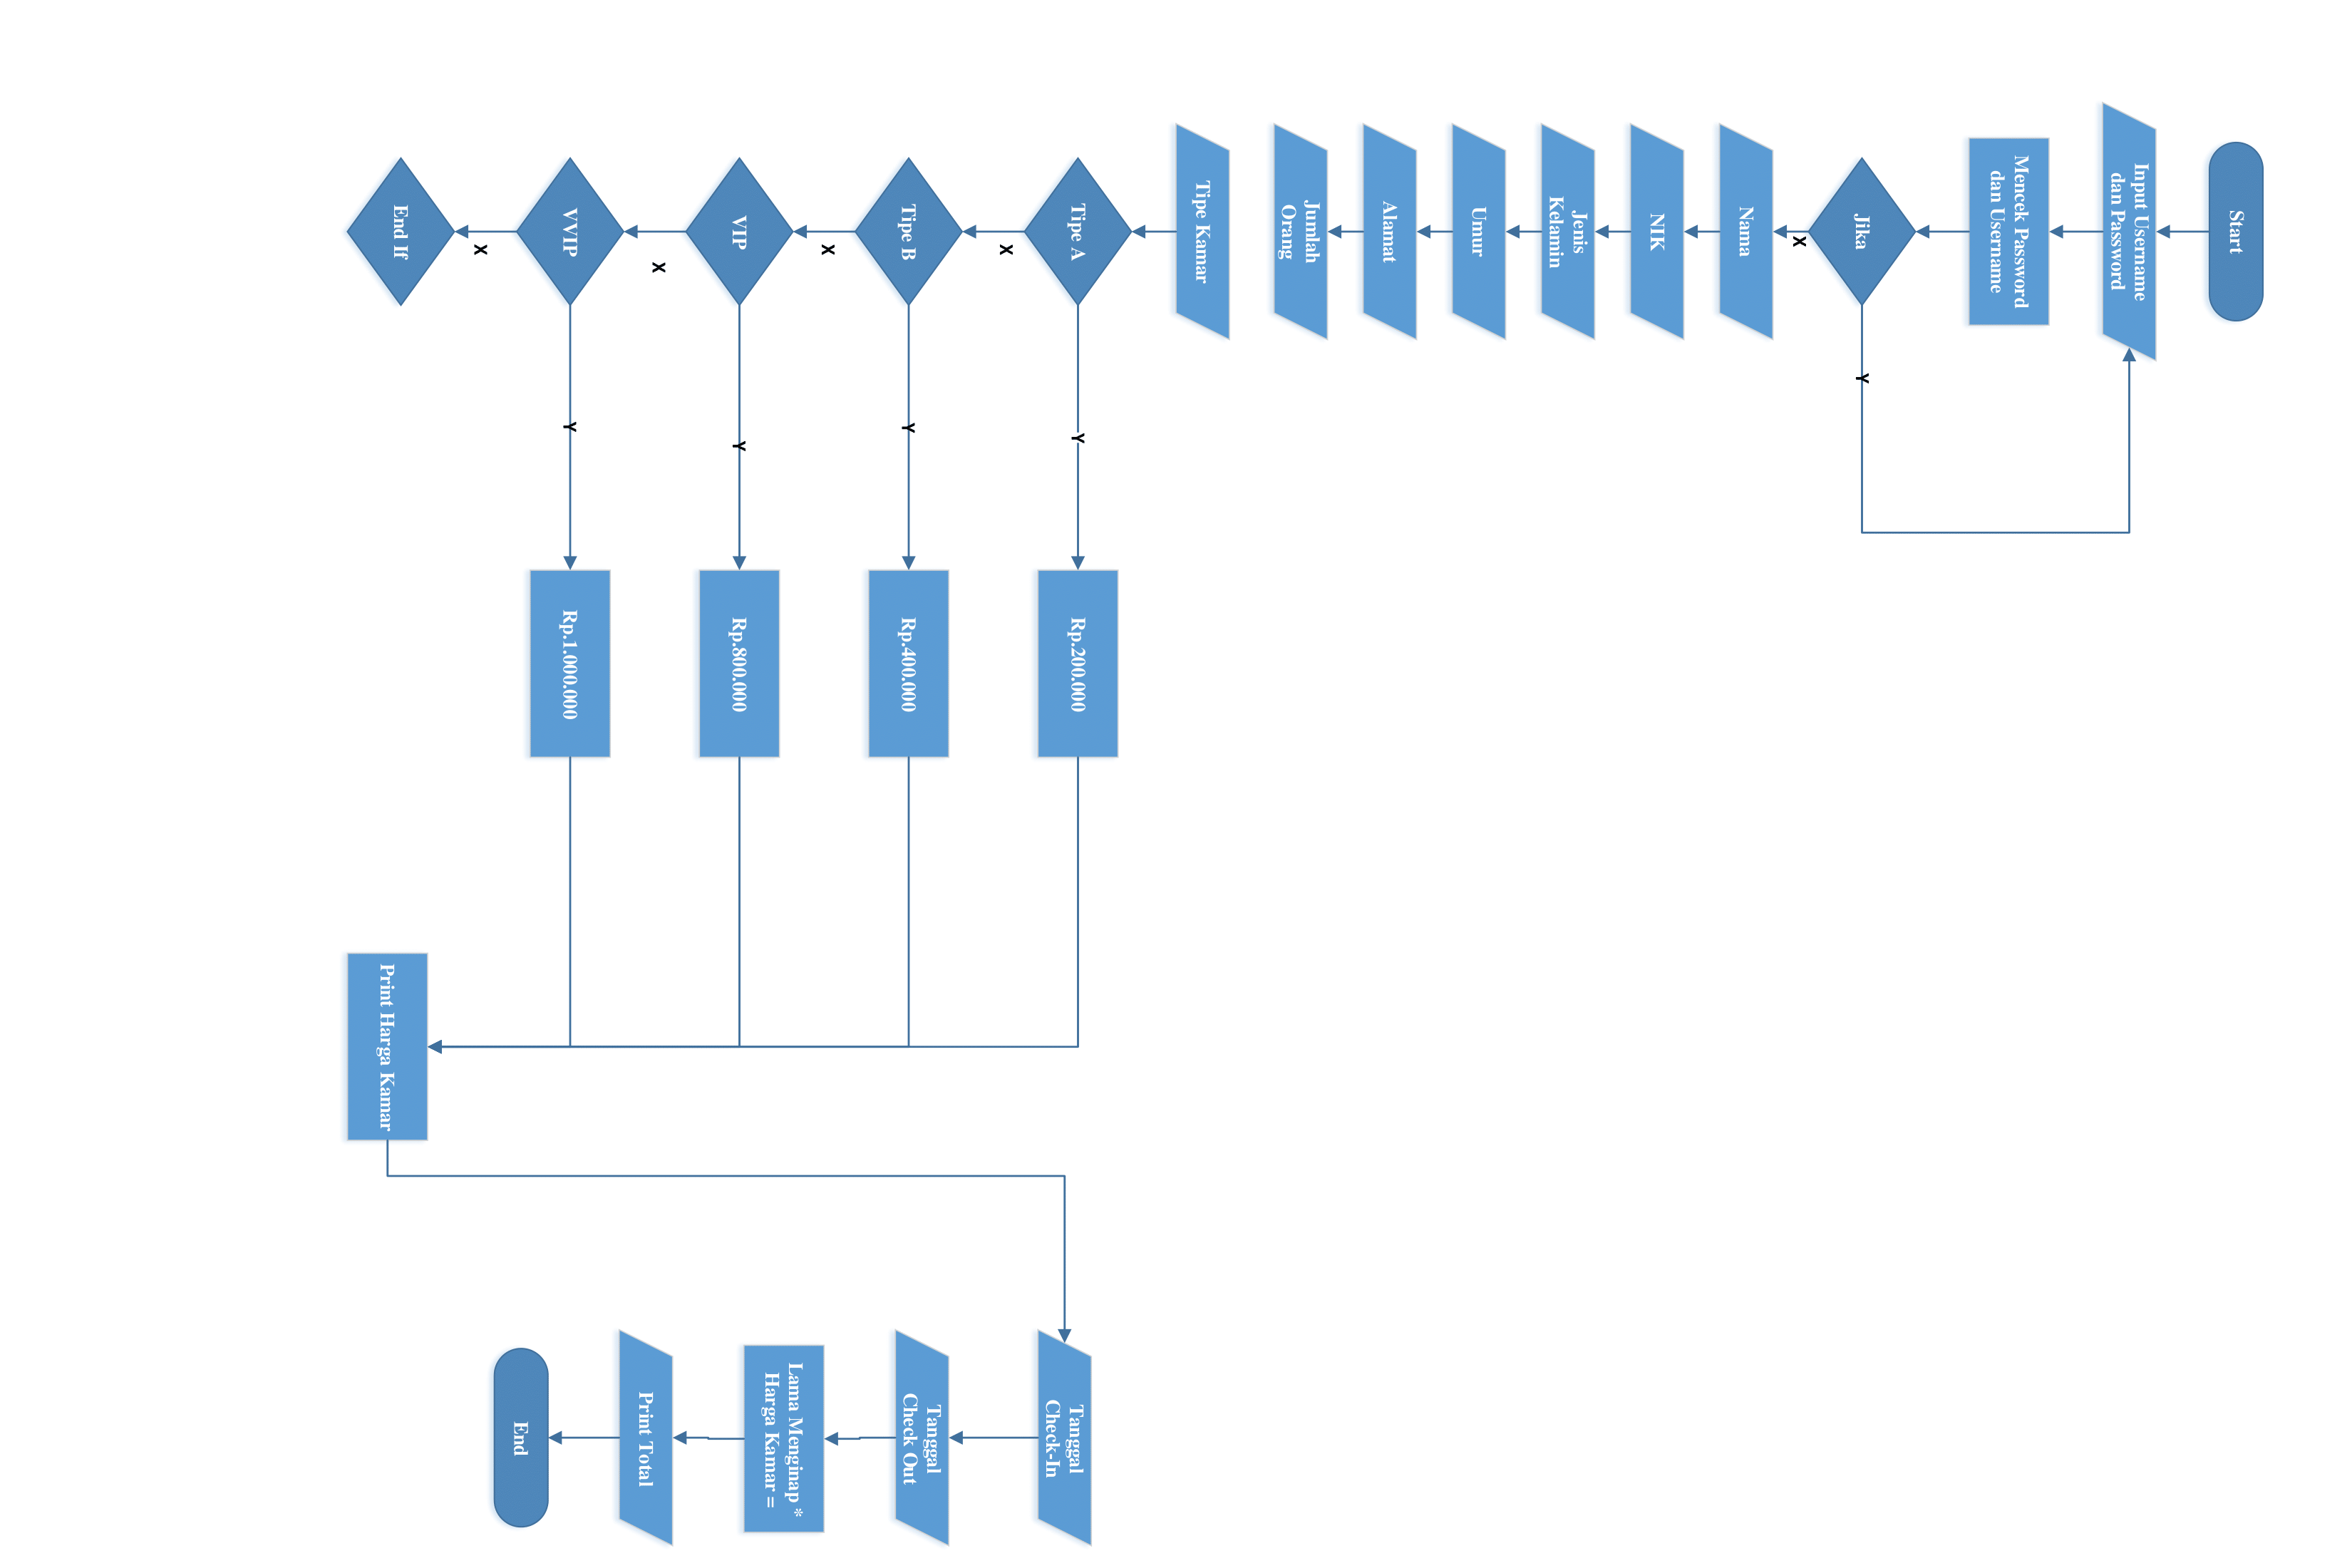 Start
Input Username
dan Password
Mencek Password
dan Username
Jika
Y
X
Nama
NIK
Jenis
Kelamin
Umur
Alamat
Jumlah
Orang
Tipe Kamar
Tipe A
Y
Rp.200.000
X
Tipe B
Y
Rp.400.000
X
VIP
Y
Rp.800.000
X
VVIP
Y
Rp.1.000.000
X
End If
Print Harga Kamar
Tanggal
Check-In
Tanggal
Check Out
Lama Menginap *
Harga Kamar =
Print Total
End